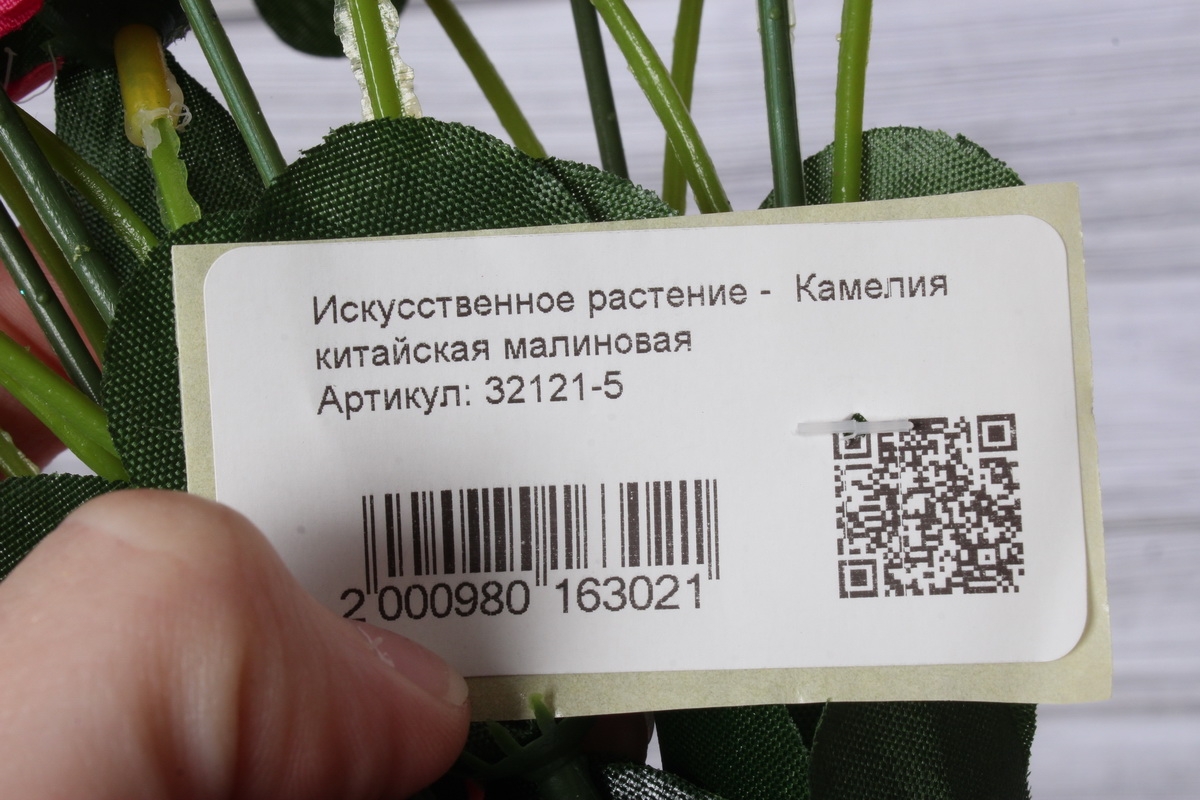 Искусственное растение - Камелия
китайская малиновая
Артикул: 32121-5
2 000980 163021